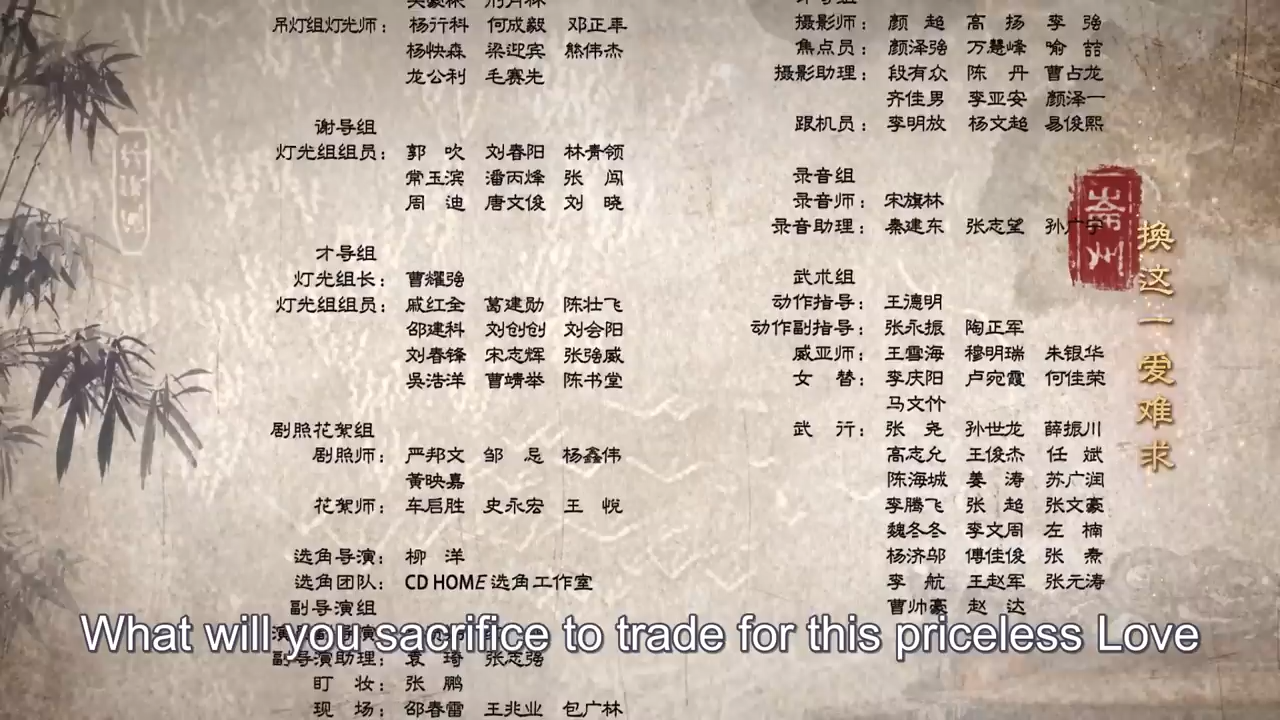 吊灯组灯光师： 杨行科 何成毅 邓正平
杨快森 梁迎宾 熊伟杰
龙公利 毛赛先
谢导组
灯光组组员： 郭 吹 刘春阳 林青领
常玉滨 潘丙烽 张 闯
周 迪 唐文俊 刘 晓
才导组
灯光组组长： 曹耀强
灯光组组员： 戚红全 葛建勋 陈壮飞
邵建科 刘创创 刘会阳
刘春锋 宋志辉 张强威
吴浩洋 曹靖举 陈书堂
剧照花絮组
剧照师： 严邦文 邹 忌 杨鑫伟
黄映嘉
花絮师： 车启胜 史永宏 王 悦
选角导演： 柳 洋
选角团队： CD HOME 选角工作室
副导演组
副导演助理： 袁 琦 张志强
盯 妆： 张 鹏
现 场： 邵春雷 王兆业 包广林
摄影师： 颜 超 高 扬 李 强
焦点员： 颜泽强 万慧峰 喻 喆
摄影助理： 段有众 陈 丹 曹占龙
齐佳男 李亚安 颜泽一
跟机员： 李明放 杨文超 易俊熙
录音组
录音师： 宋旗林
录音助理： 秦建东 张志望 孙广宇
武术组
动作指导： 王德明
动作副指导： 张永振 陶正军
威亚师： 王雪海 穆明瑞 朱银华
女 替： 李庆阳 卢宛霞 何佳荣
马文竹
武 行： 张 尧 孙世龙 薛振川
高志允 王俊杰 任 斌
陈海城 姜 涛 苏广润
李腾飞 张 超 张文豪
魏冬冬 李文周 左 楠
杨济邬 傅佳俊 张 焘
李 航 王赵军 张元涛
曹帅豪 赵 达
崙州
换这一爱难求
What will you sacrifice to trade for this priceless Love